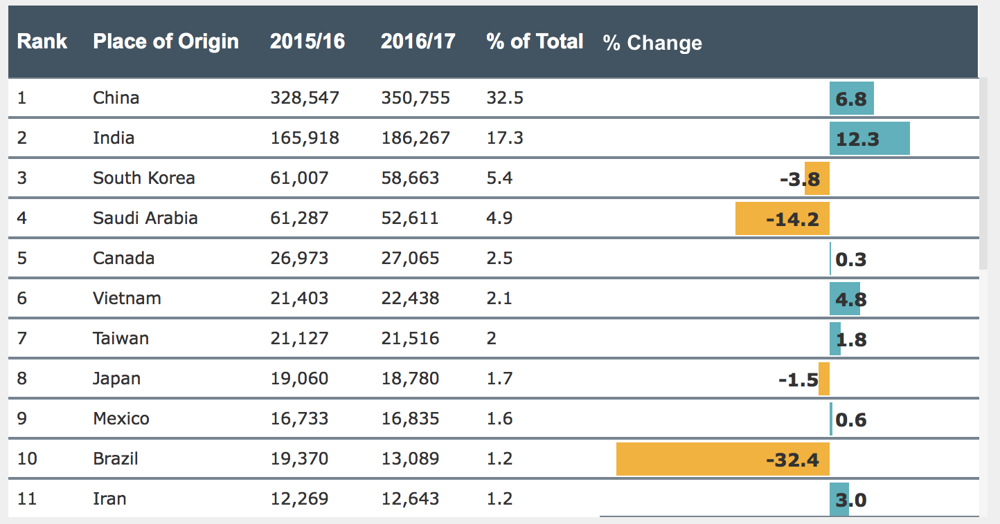 Rank Place of Origin 2015/16 2016/17 % of Total % Change
1 China 328,547 350,755 32.5 6.8
2 India 165,918 186,267 17.3 12.3
3 South Korea 61,007 58,663 5.4 -3.8
4 Saudi Arabia 61,287 52,611 4.9 -14.2
5 Canada 26,973 27,065 2.5 0.3
6 Vietnam 21,403 22,438 2.1 4.8
7 Taiwan 21,127 21,516 2 1.8
8 Japan 19,060 18,780 1.7 -1.5
9 Mexico 16,733 16,835 1.6 0.6
10 Brazil 19,370 13,089 1.2 -32.4
11 Iran 12,269 12,643 1.2 3.0